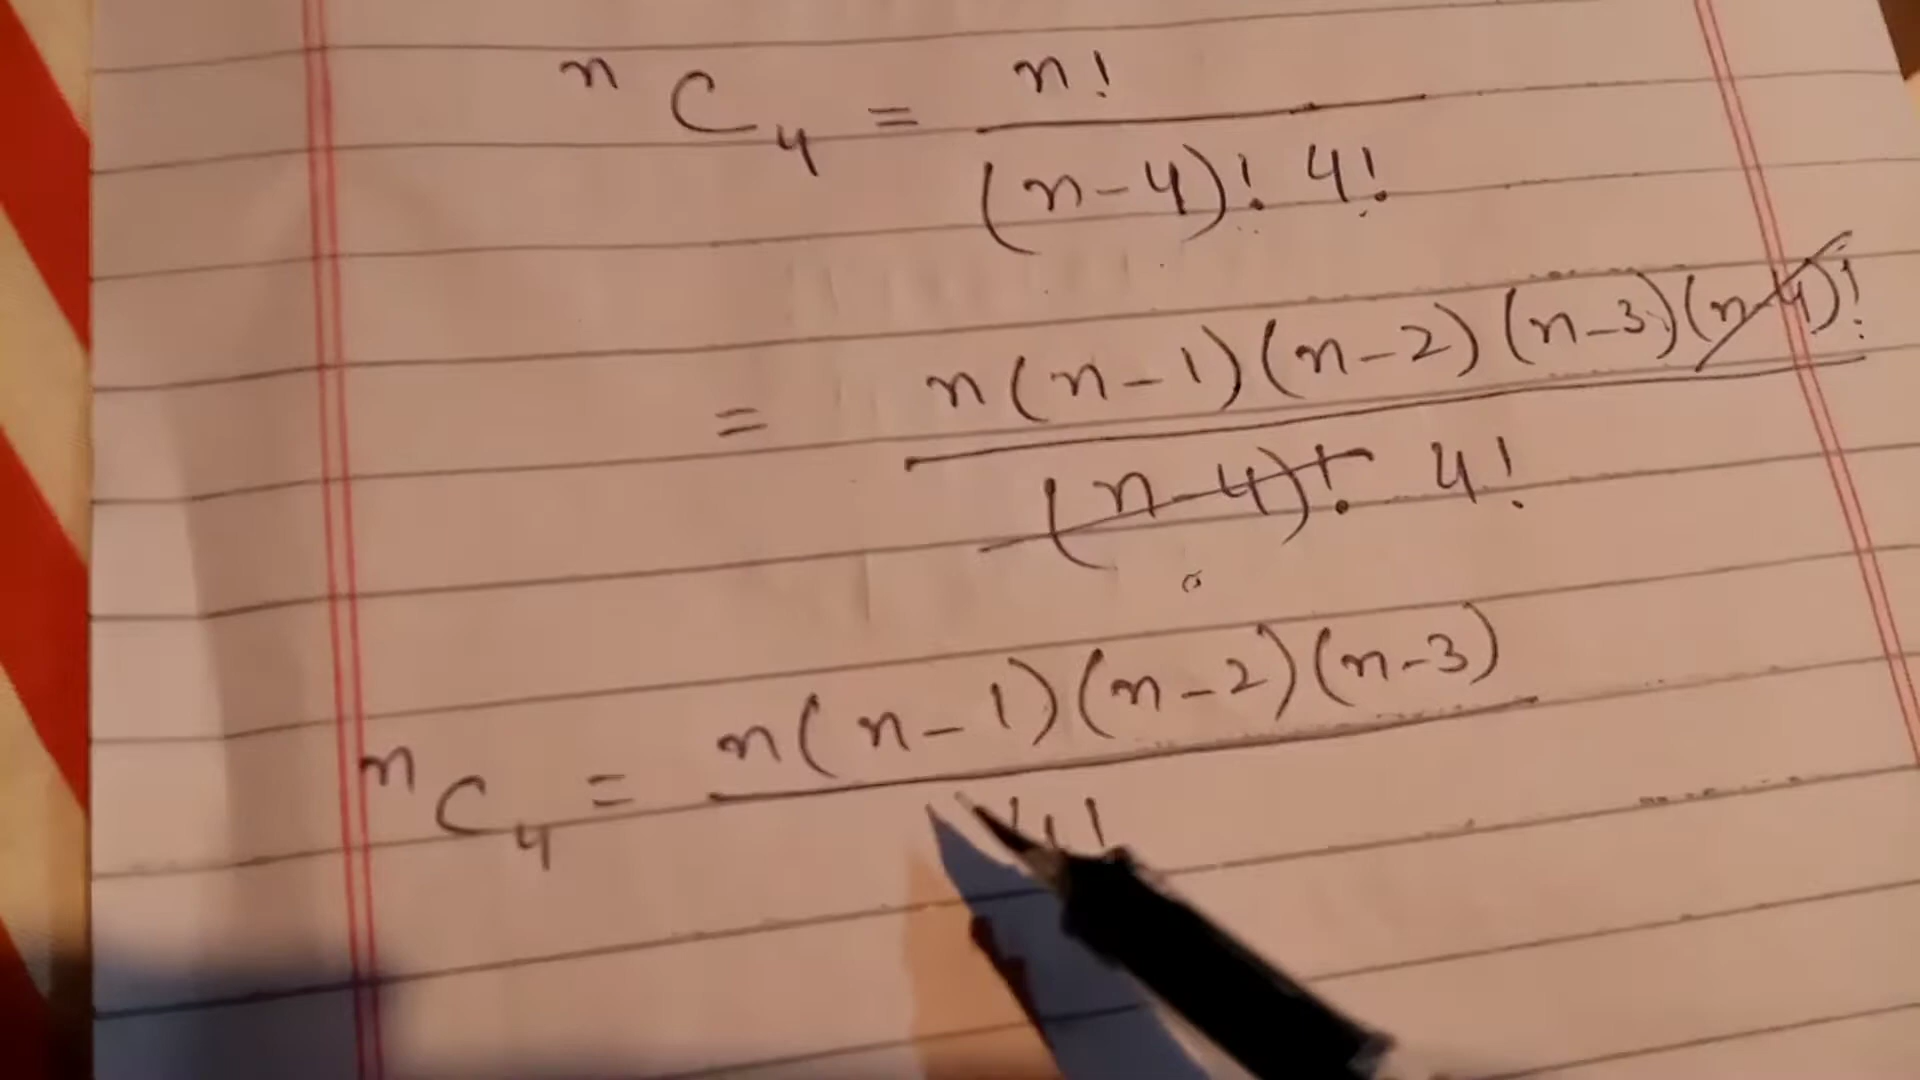 ⁿC₄ = n! / (n-4)! 4!
= n(n-1)(n-2)(n-3)(n-4)! / (n-4)! 4!
ⁿC₄ = n(n-1)(n-2)(n-3) / 4!